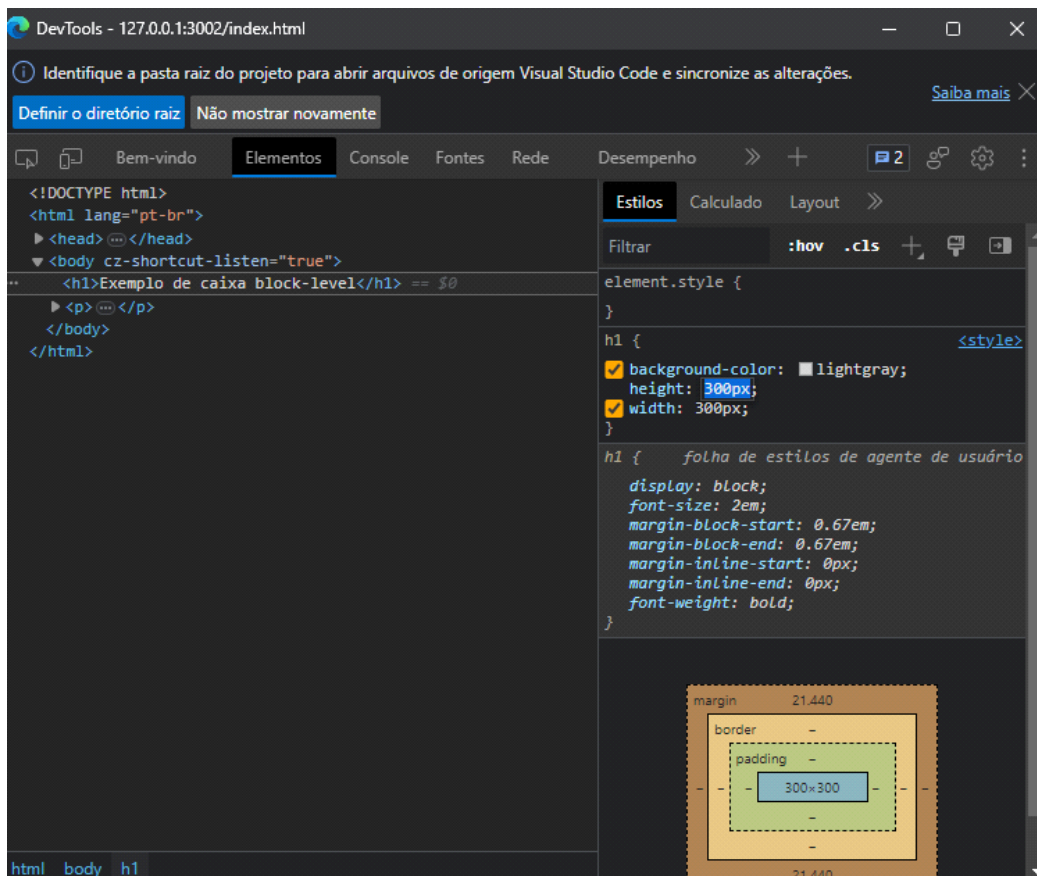 DevTools - 127.0.0.1:3002/index.html
Identifique a pasta raiz do projeto para abrir arquivos de origem Visual Studio Code e sincronize as alterações.
Saiba mais
Definir o diretório raiz Não mostrar novamente
Bem-vindo Elementos Console Fontes Rede Desempenho 2
<!DOCTYPE html>
<html lang="pt-br">
<head>…</head>
<body cz-shortcut-listen="true">
<h1>Exemplo de caixa block-level</h1> == $0
<p>…</p>
</body>
</html>
html body h1
Estilos Calculado Layout
Filtrar :hov .cls
element.style {
}
h1 { <style>
background-color: lightgray;
height: 300px;
width: 300px;
}
h1 { folha de estilos de agente de usuário
display: block;
font-size: 2em;
margin-block-start: 0.67em;
margin-block-end: 0.67em;
margin-inline-start: 0px;
margin-inline-end: 0px;
font-weight: bold;
}
margin 21.440
border –
padding –
– – – 300×300 – – –
–
–
21.440